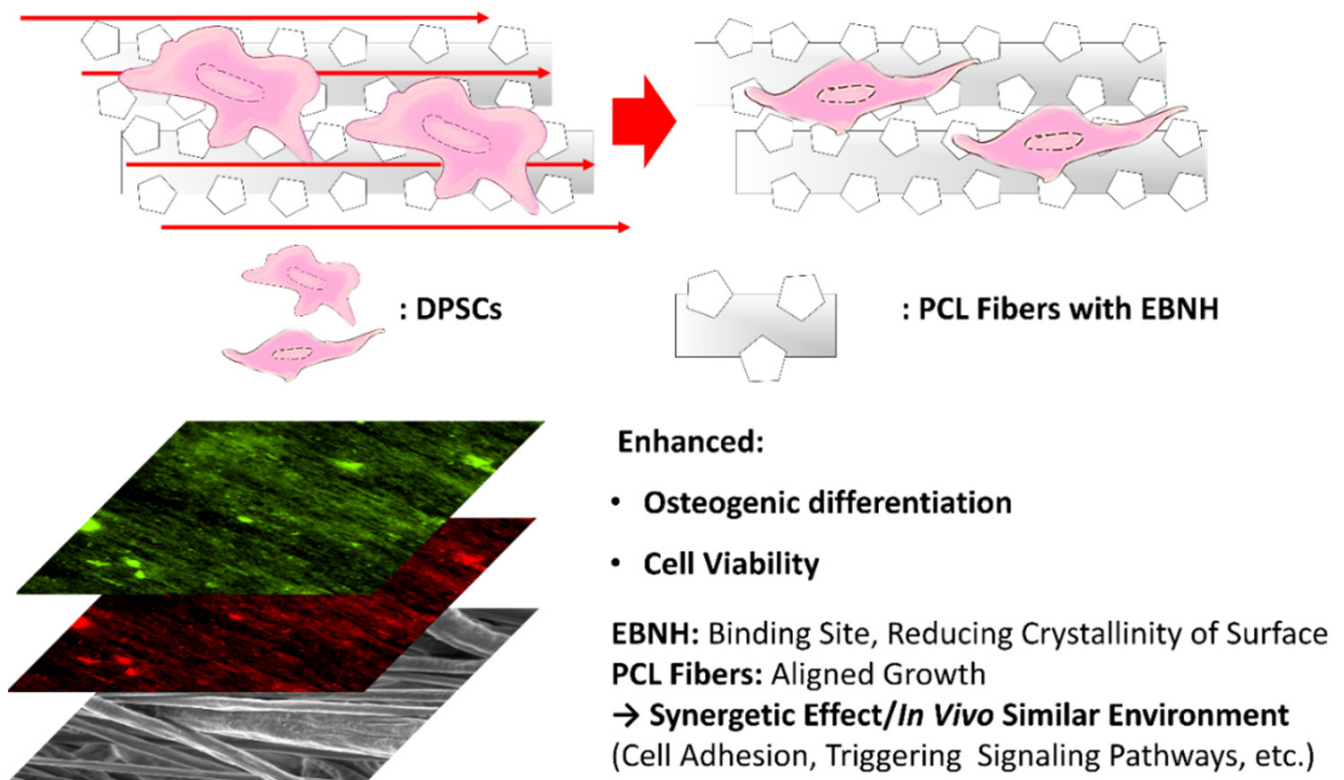 : DPSCs
: PCL Fibers with EBNH
Enhanced:
• Osteogenic differentiation
• Cell Viability
EBNH: Binding Site, Reducing Crystallinity of Surface
PCL Fibers: Aligned Growth
→ Synergetic Effect/In Vivo Similar Environment
(Cell Adhesion, Triggering Signaling Pathways, etc.)